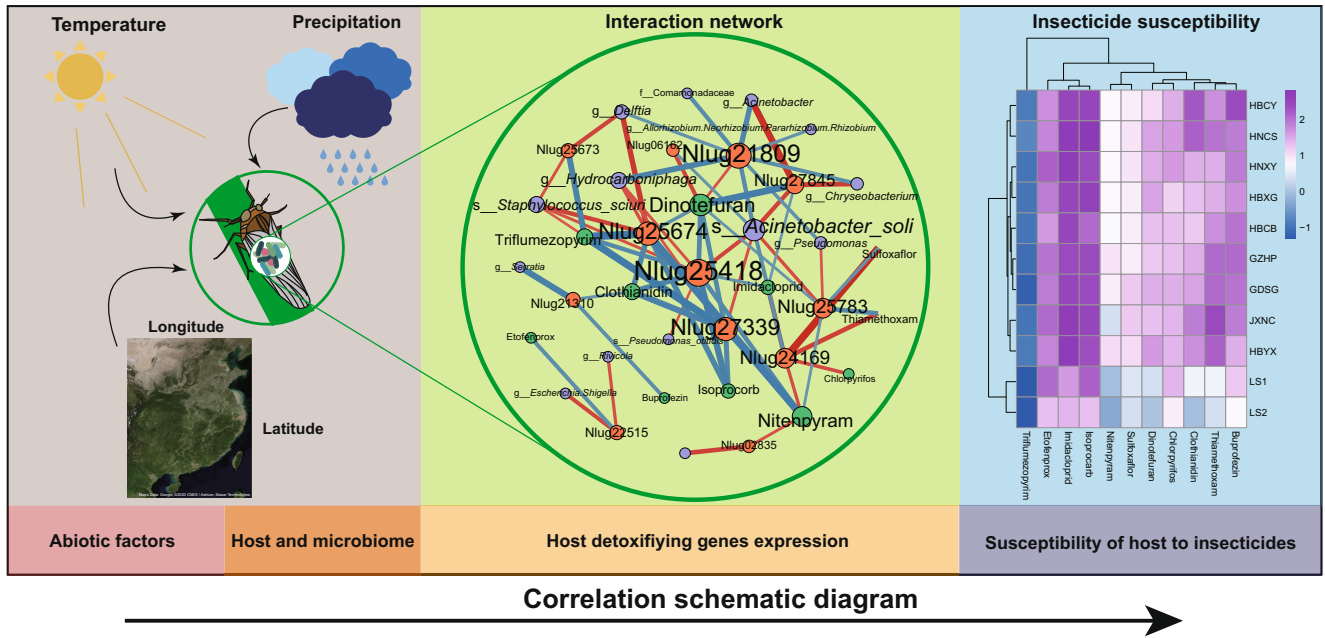 Temperature
Precipitation
Longitude
Latitude
Interaction network
f__Comamonadaceae
g__Delftia
g__Acinetobacter
g__Allorhizobium.Neorhizobium.Pararhizobium.Rhizobium
Nlug25673
Nlug06162
Nlug21809
g__Hydrocarboniphaga
Nlug27845
g__Chryseobacterium
s__Staphylococcus_sciuri
Dinotefuran
Nlug25674
s__Acinetobacter_soli
Triflumezopyrim
g__Pseudomonas
Sulfoxaflor
g__Serratia
Nlug25418
Clothianidin
Imidacloprid
Nlug21310
Nlug25783
Thiamethoxam
Nlug27339
Etofenprox
s__Pseudomonas_otitidis
g__Rivicola
Nlug24169
Chlorpyrifos
g__Escherichia.Shigella
Buprofezin
Isoprocorb
Nitenpyram
Nlug22515
Nlug02835
Insecticide susceptibility
HBCY
HNCS
HNXY
HBXG
HBCB
GZHP
GDSG
JXNC
HBYX
LS1
LS2
2
1
0
−1
Triflumezopyrim
Etofenprox
Imidacloprid
Isoprocarb
Nitenpyram
Sulfoxaflor
Dinotefuran
Chlorpyrifos
Clothianidin
Thiamethoxam
Buprofezin
Abiotic factors
Host and microbiome
Host detoxifiying genes expression
Susceptibility of host to insecticides
Correlation schematic diagram